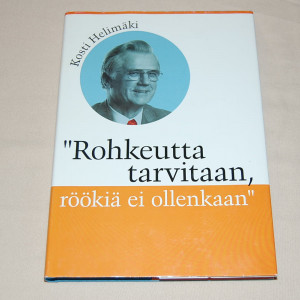 Kosti Helimäki
"Rohkeutta
tarvitaan,
röökiä ei ollenkaan"